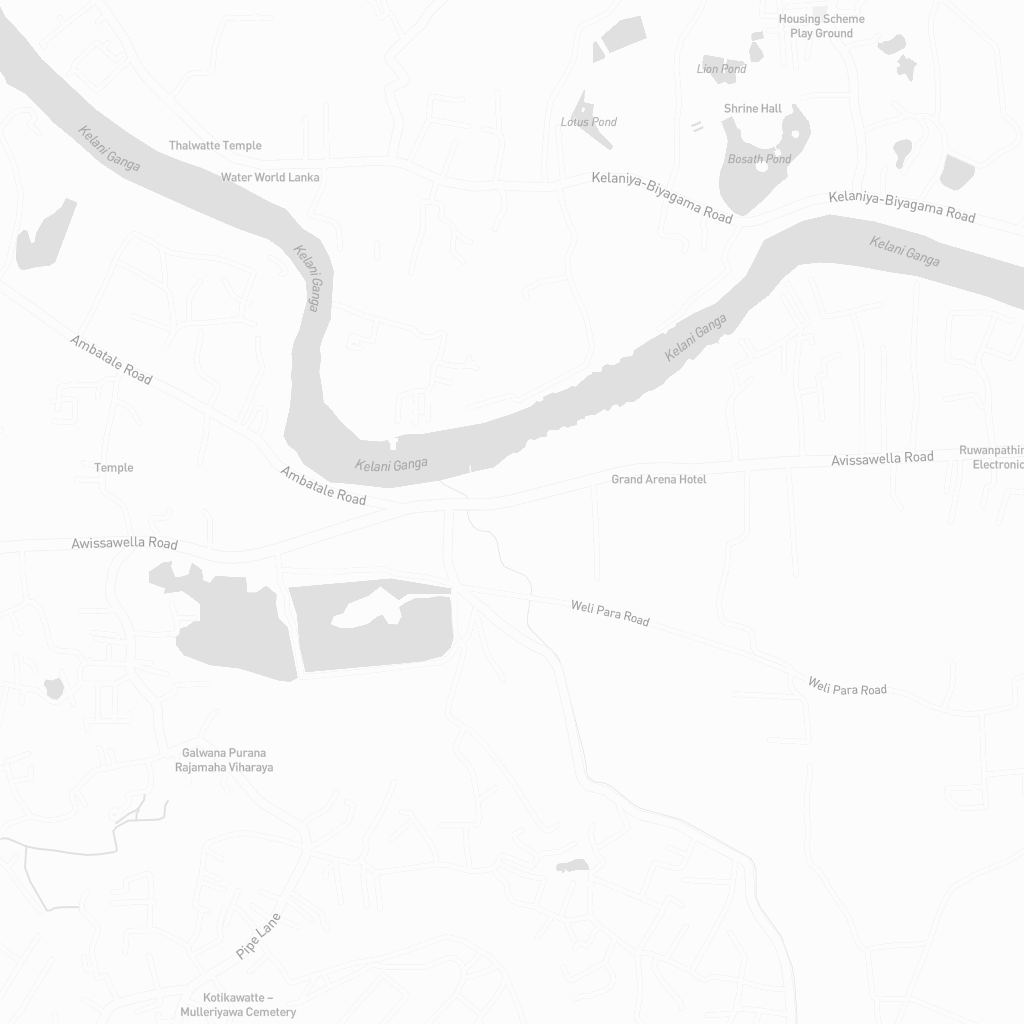 Housing Scheme
Play Ground
Lion Pond
Shrine Hall
Lotus Pond
Kelani Ganga
Thalwatte Temple
Bosath Pond
Water World Lanka
Kelaniya-Biyagama Road
Kelaniya-Biyagama Road
Kelani Ganga
Kelani Ganga
Kelani Ganga
Ambatale Road
Kelani Ganga
Temple
Ambatale Road
Grand Arena Hotel
Avissawella Road
Ruwanpathir
Electronic
Awissawella Road
Weli Para Road
Weli Para Road
Galwana Purana
Rajamaha Viharaya
Pipe Lane
Kotikawatte –
Mulleriyawa Cemetery